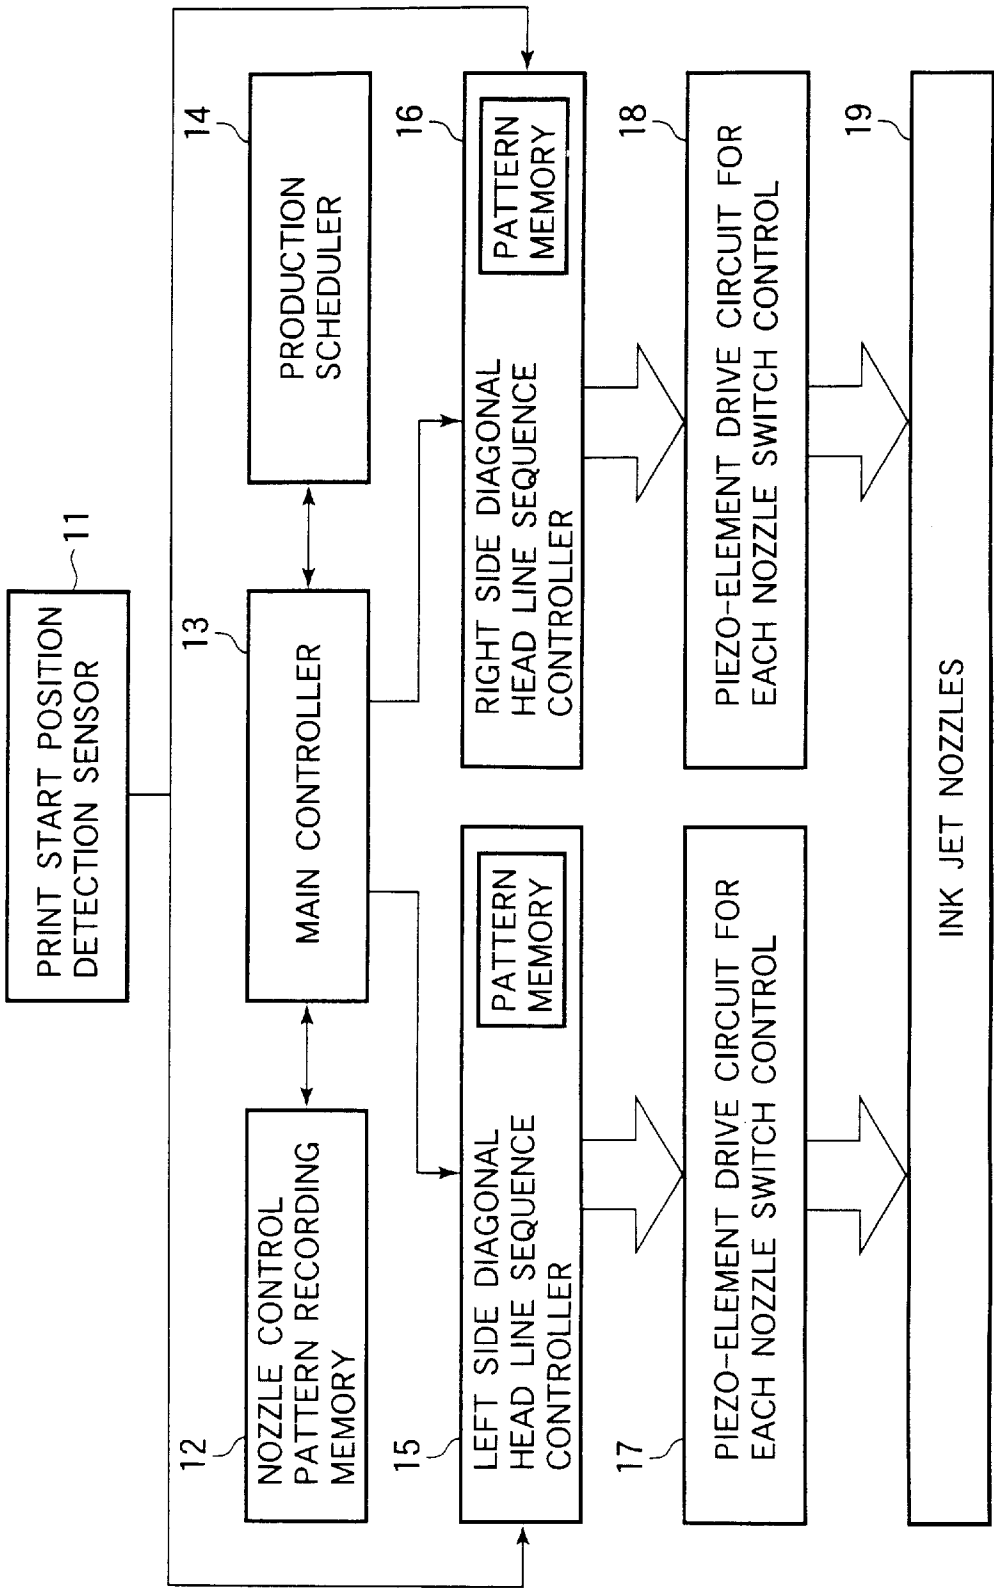 PRINT START POSITION
DETECTION SENSOR
11
12
NOZZLE CONTROL
PATTERN RECORDING
MEMORY
13
MAIN CONTROLLER
14
PRODUCTION
SCHEDULER
15
LEFT SIDE DIAGONAL
HEAD LINE SEQUENCE
CONTROLLER
PATTERN
MEMORY
16
RIGHT SIDE DIAGONAL
HEAD LINE SEQUENCE
CONTROLLER
PATTERN
MEMORY
17
PIEZO-ELEMENT DRIVE CIRCUIT FOR
EACH NOZZLE SWITCH CONTROL
18
PIEZO-ELEMENT DRIVE CIRCUIT FOR
EACH NOZZLE SWITCH CONTROL
19
INK JET NOZZLES